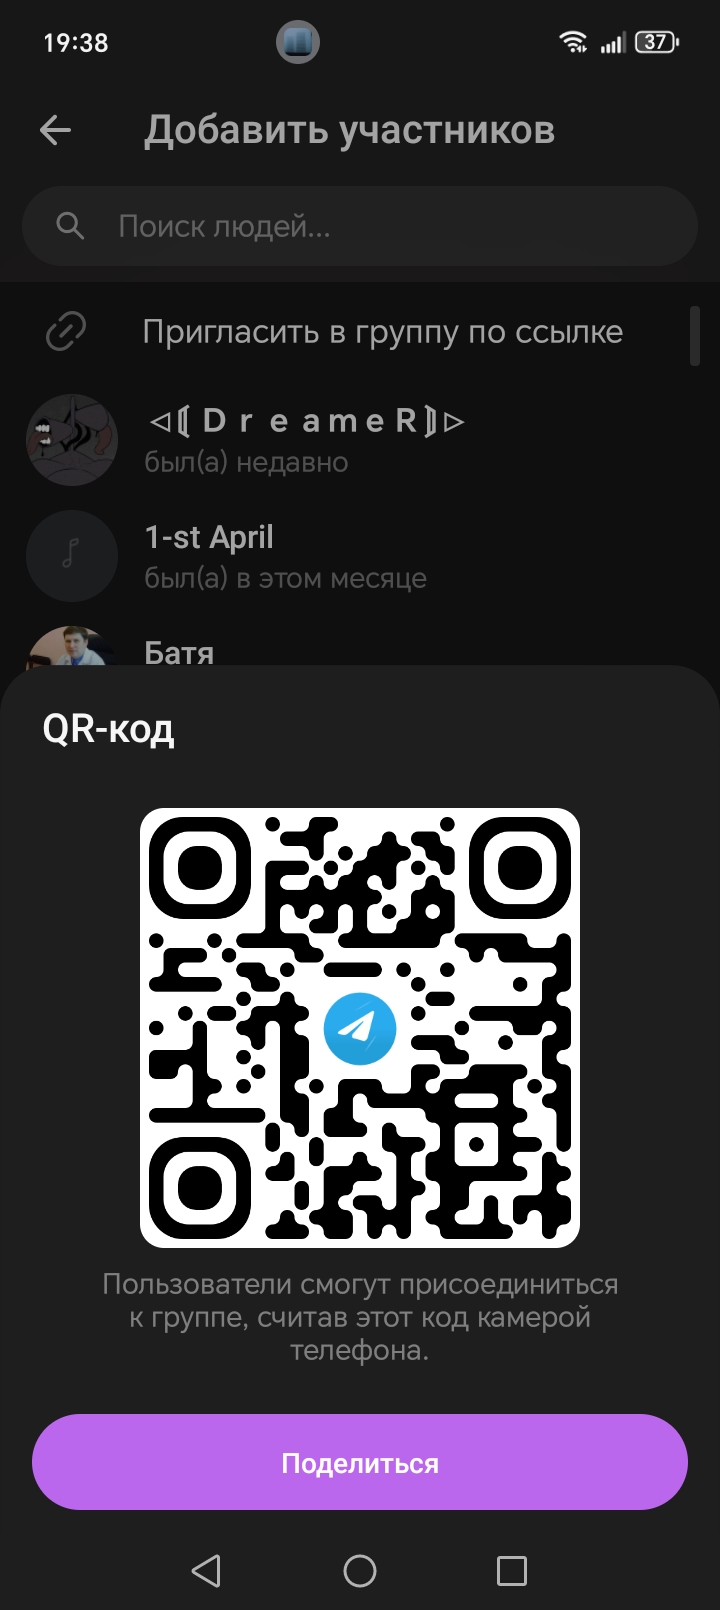 19:38
37
Добавить участников
Поиск людей...
Пригласить в группу по ссылке
◁⟬ＤｒｅａｍｅＲ⟭▷
был(а) недавно
1-st April
был(а) в этом месяце
Батя
QR-код
Пользователи смогут присоединиться
к группе, считав этот код камерой
телефона.
Поделиться